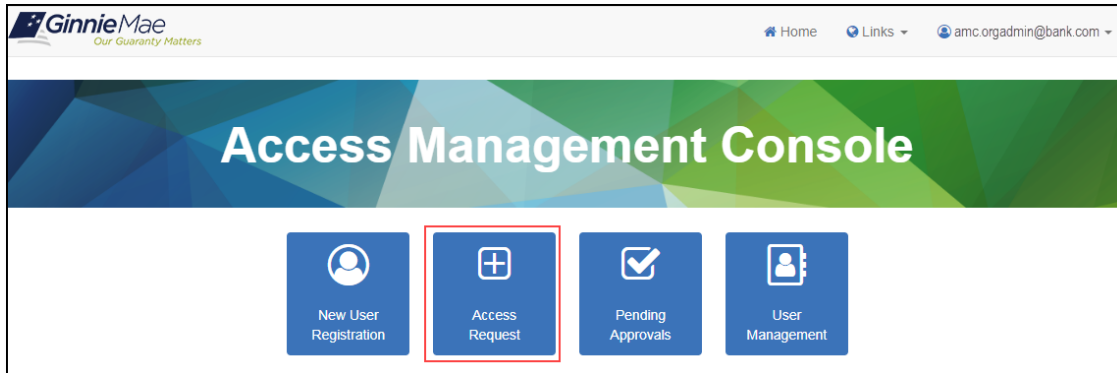 GinnieMae
Our Guaranty Matters
Home Links amc.orgadmin@bank.com
Access Management Console
New User
Registration
Access
Request
Pending
Approvals
User
Management